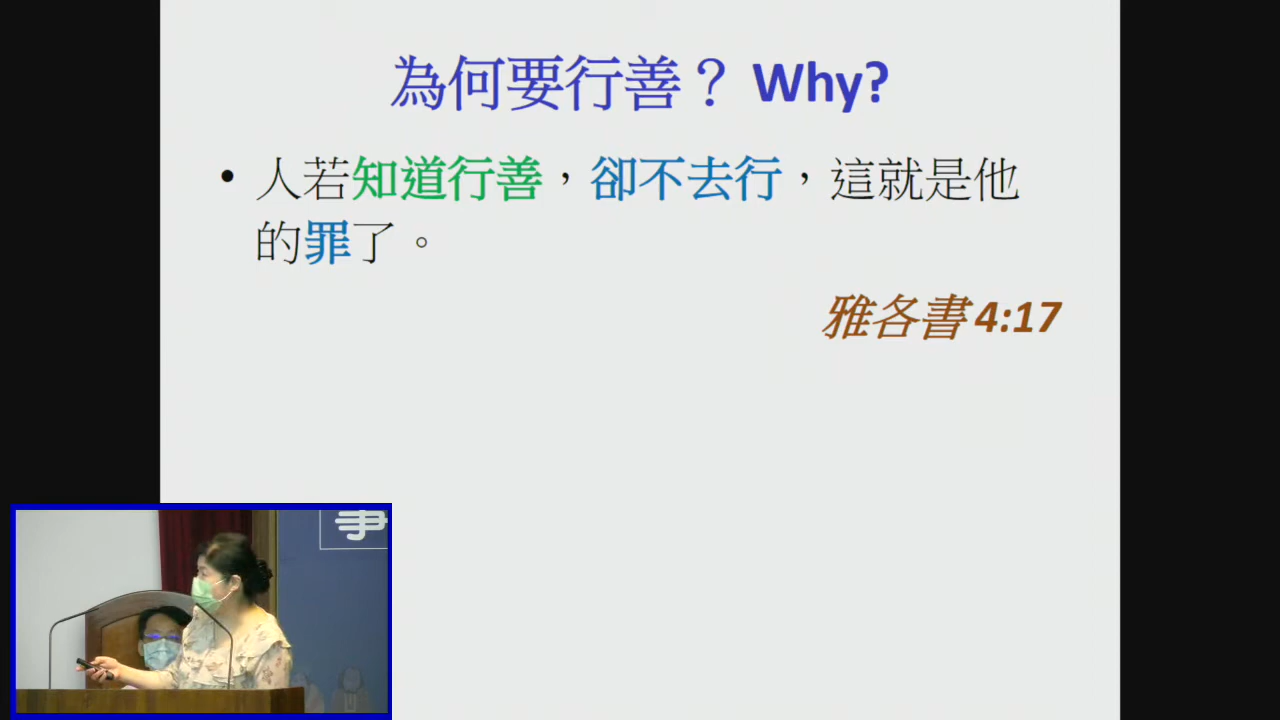 為何要行善？ Why?
• 人若知道行善，卻不去行，這就是他
的罪了。
雅各書 4:17
事